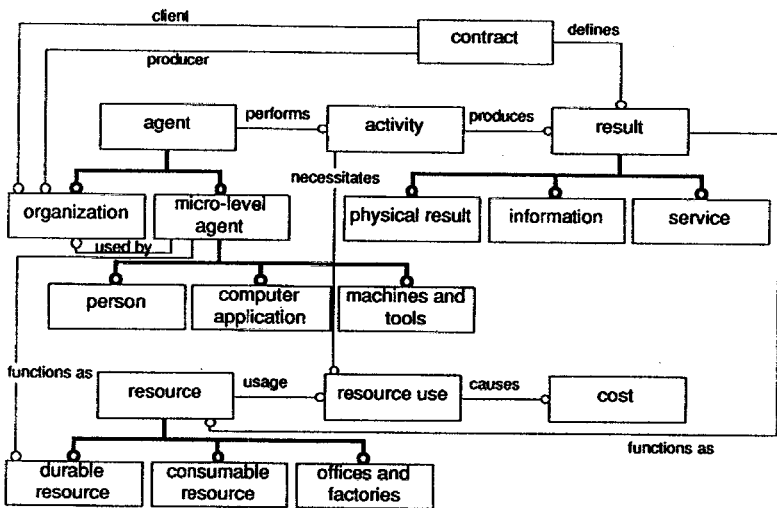 client
contract
defines
producer
agent
performs
activity
produces
result
necessitates
organization
micro-level
agent
physical result
information
service
used by
person
computer
application
machines and
tools
functions as
resource
usage
resource use
causes
cost
functions as
durable
resource
consumable
resource
offices and
factories